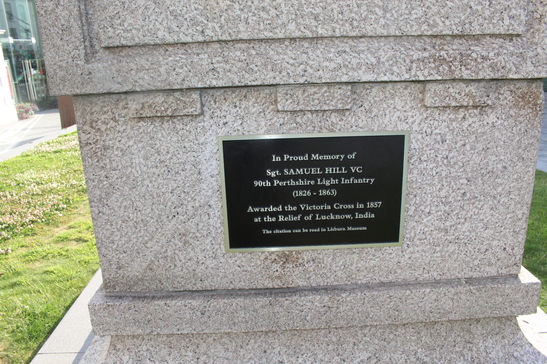 In Proud Memory of
Sgt. SAMUEL HILL VC
90th Perthshire Light Infantry
(1826 - 1863)
Awarded the Victoria Cross in 1857
at the Relief of Lucknow, India
The citation can be read in Lisburn Museum